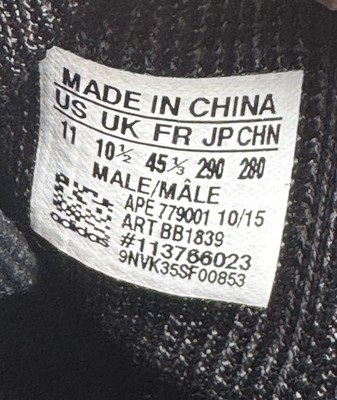 MADE IN CHINA
US UK FR JP CHN
11 10½ 45⅓ 290 280
MALE/MÂLE
APE 779001 10/15
ART BB1839
adidas #113766023
9NVK35SF00853